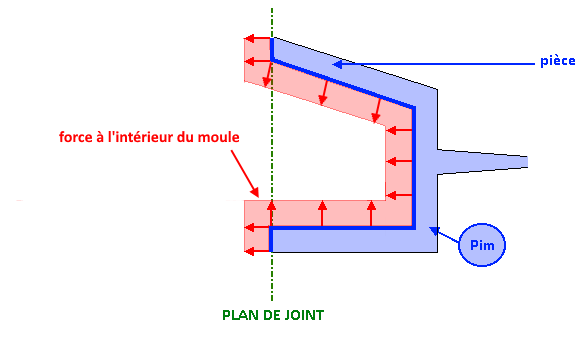 pièce
force à l'intérieur du moule
Pim
PLAN DE JOINT